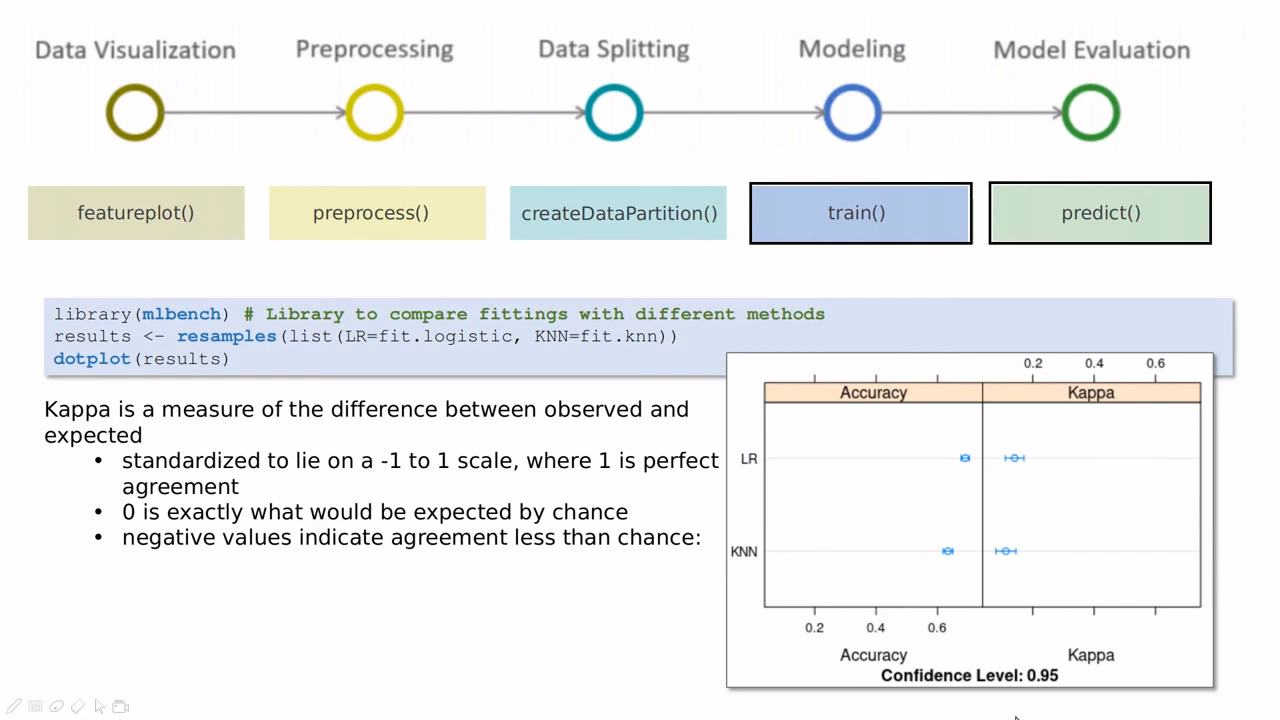 Data Visualization Preprocessing Data Splitting Modeling Model Evaluation
featureplot() preprocess() createDataPartition() train() predict()
library(mlbench) # Library to compare fittings with different methods
results <- resamples(list(LR=fit.logistic, KNN=fit.knn))
dotplot(results)
Kappa is a measure of the difference between observed and
expected
• standardized to lie on a -1 to 1 scale, where 1 is perfect
agreement
• 0 is exactly what would be expected by chance
• negative values indicate agreement less than chance:
0.2 0.4 0.6
Accuracy Kappa
LR
KNN
0.2 0.4 0.6
Accuracy Kappa
Confidence Level: 0.95